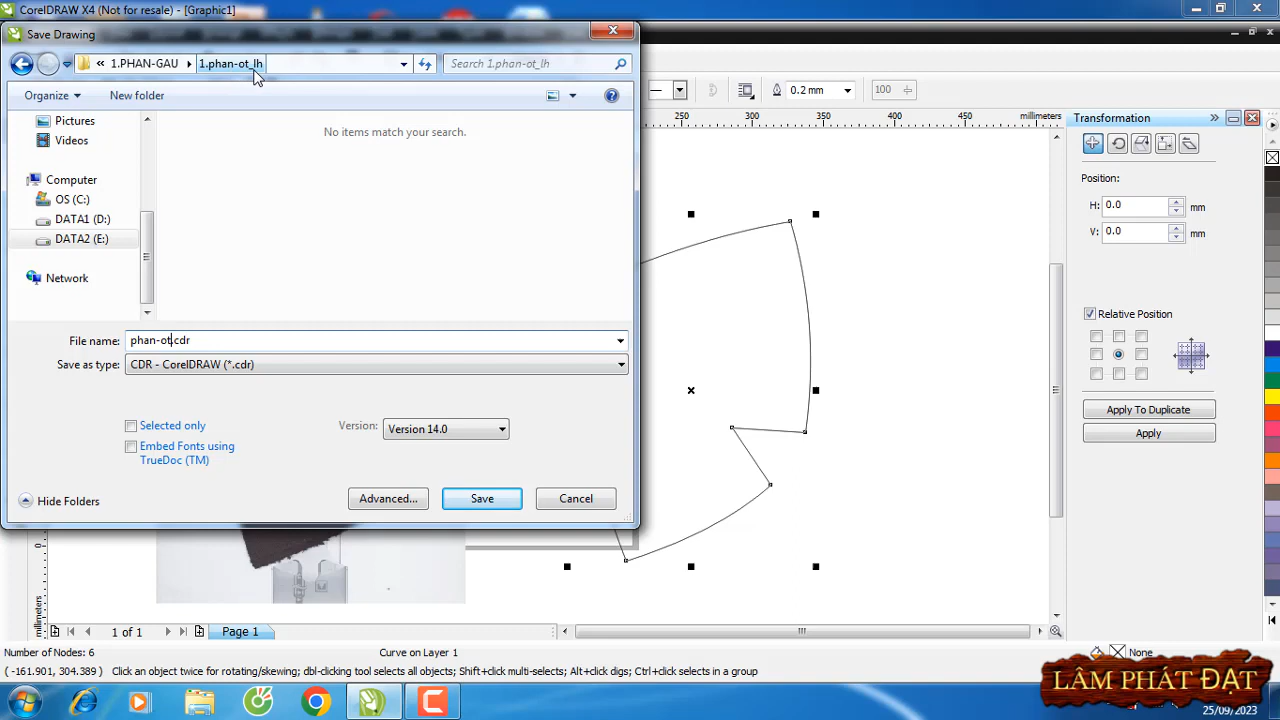 CorelDRAW X4 (Not for resale) - [Graphic1]
Save Drawing
« 1.PHAN-GAU 1.phan-ot_lh
Search 1.phan-ot_lh
Organize
New folder
Pictures
Videos
Computer
OS (C:)
DATA1 (D:)
DATA2 (E:)
Network
No items match your search.
File name:
phan-ot.cdr
Save as type:
CDR - CorelDRAW (*.cdr)
Selected only
Embed Fonts using
TrueDoc (TM)
Version:
Version 14.0
Hide Folders
Advanced...
Save
Cancel
0.2 mm
100
250
300
350
400
450
millimeters
Transformation
Position:
H:
0.0
mm
V:
0.0
mm
Relative Position
Apply To Duplicate
Apply
0
millimeters
1 of 1
Page 1
Number of Nodes: 6
Curve on Layer 1
None
(-161.901, 304.389)
Click an object twice for rotating/skewing; dbl-clicking tool selects all objects; Shift+click multi-selects; Alt+click digs; Ctrl+click selects in a group
LÂM PHÁT ĐẠT
25/09/2023